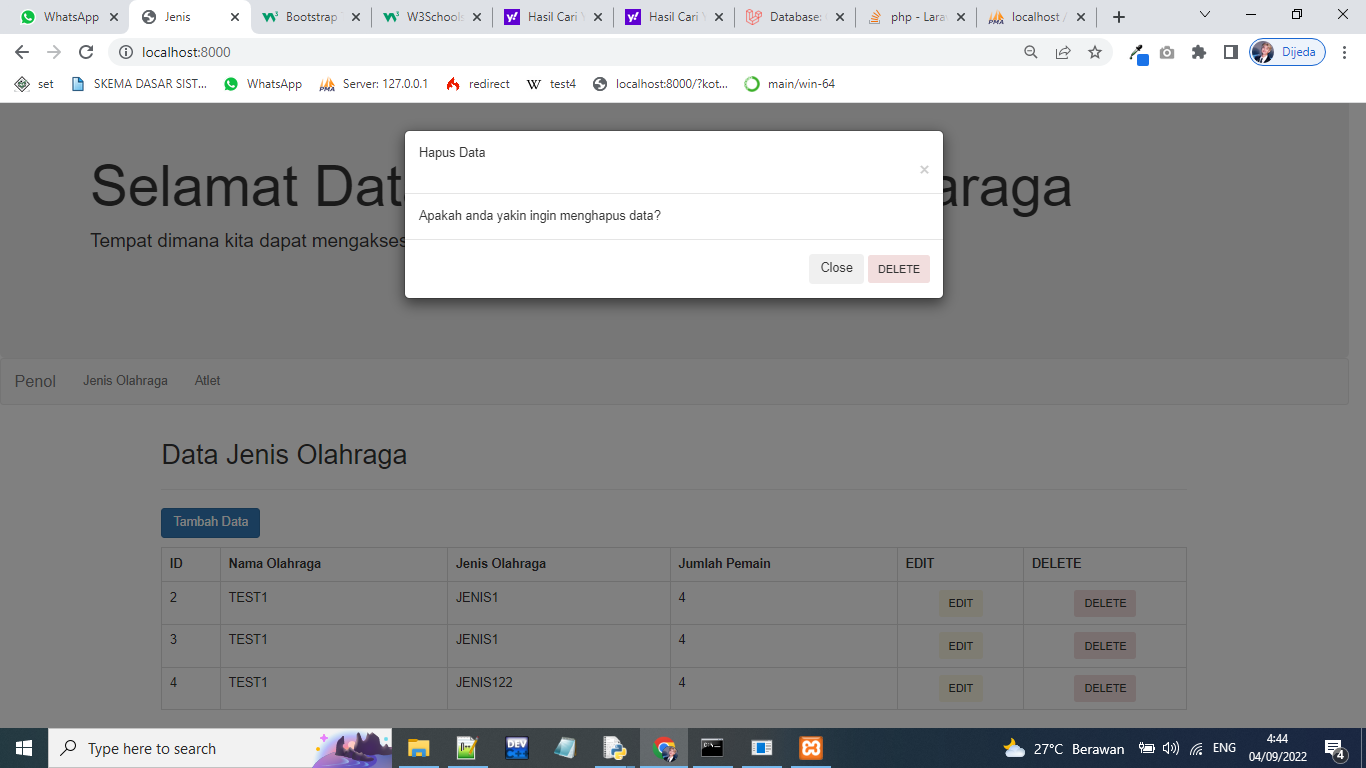 WhatsApp
Jenis
Bootstrap
W3School
Hasil Cari
Hasil Cari
Database:
php - Lara
localhost /
localhost:8000
Dijeda
set
SKEMA DASAR SIST...
WhatsApp
Server: 127.0.0.1
redirect
test4
localhost:8000/?kot...
main/win-64
Hapus Data
×
Selamat Dat
araga
Apakah anda yakin ingin menghapus data?
Tempat dimana kita dapat mengakses
Close
DELETE
Penol
Jenis Olahraga
Atlet
Data Jenis Olahraga
Tambah Data
ID Nama Olahraga Jenis Olahraga Jumlah Pemain EDIT DELETE
2 TEST1 JENIS1 4 EDIT DELETE
3 TEST1 JENIS1 4 EDIT DELETE
4 TEST1 JENIS122 4 EDIT DELETE
Type here to search
DEV
27°C Berawan
ENG
4:44
04/09/2022
4